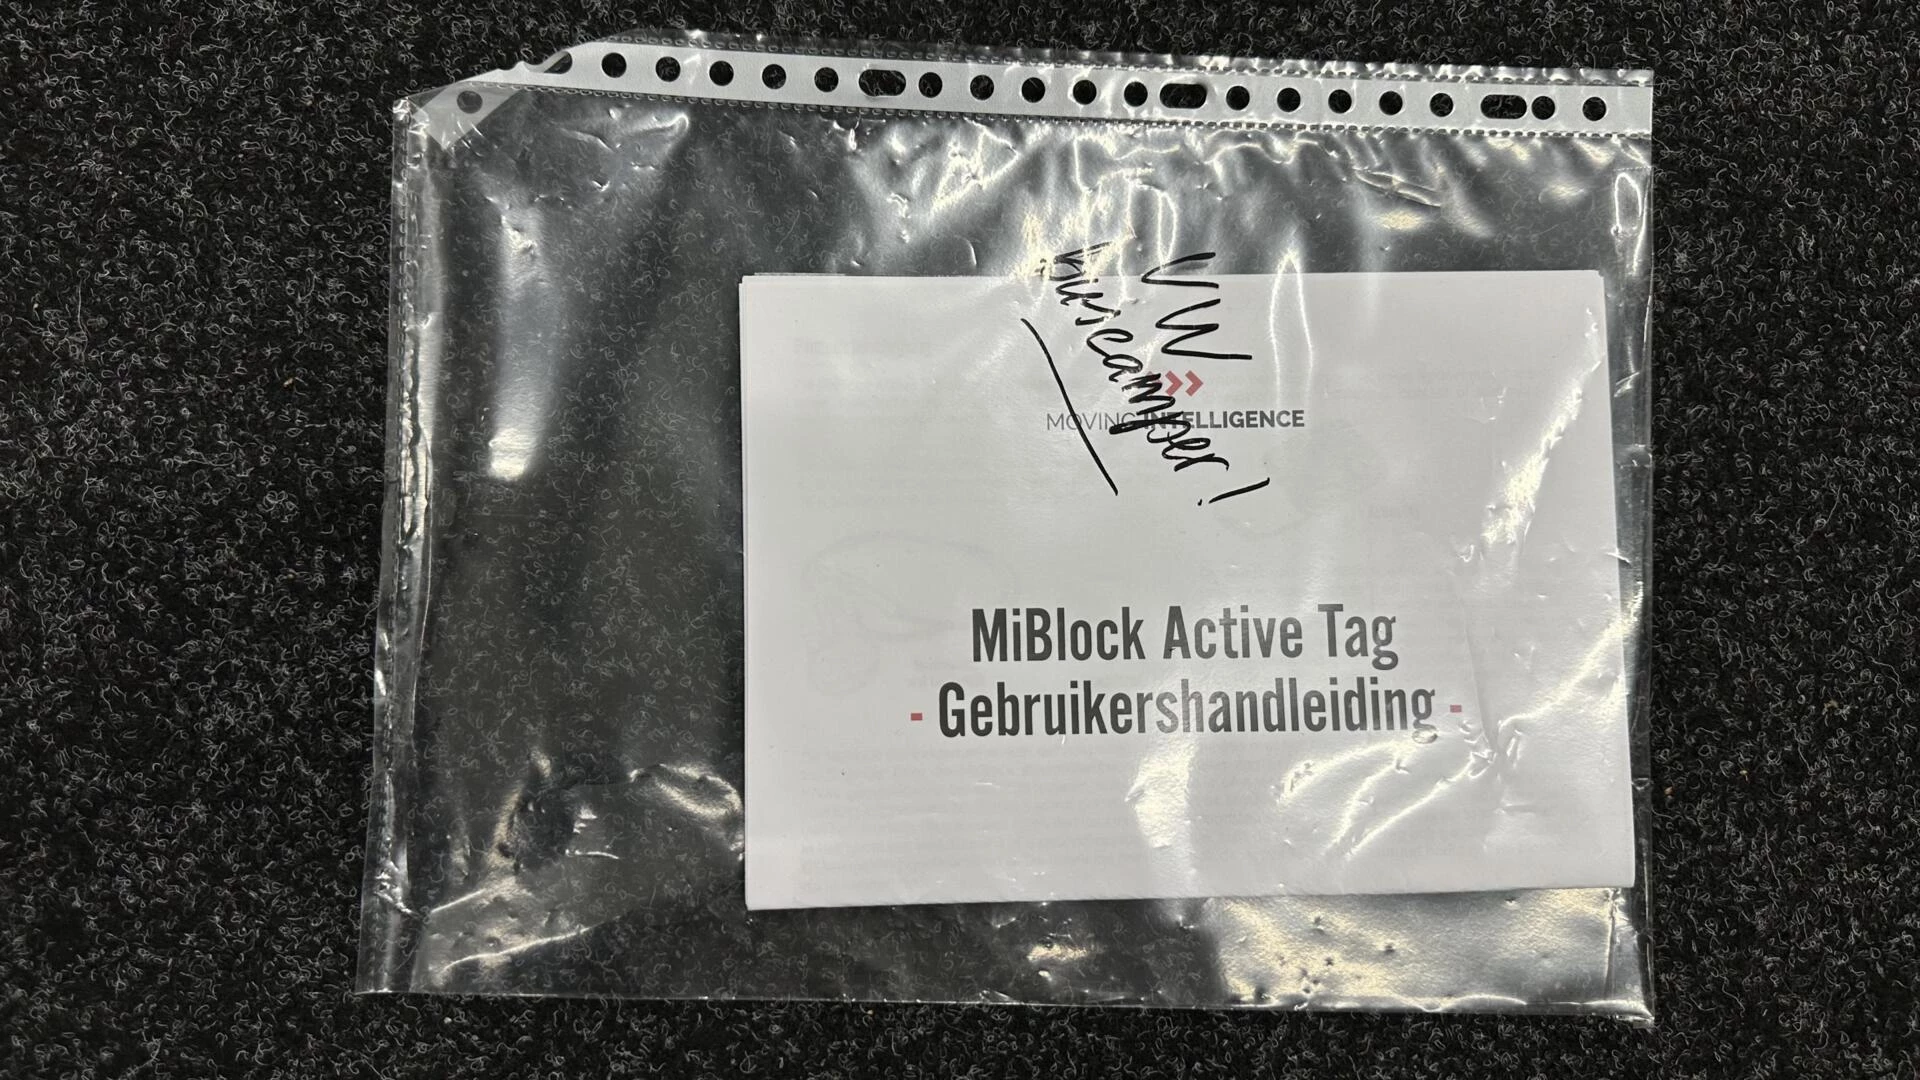 VW
buscamper!
MOVING INTELLIGENCE
MiBlock Active Tag
- Gebruikershandleiding -